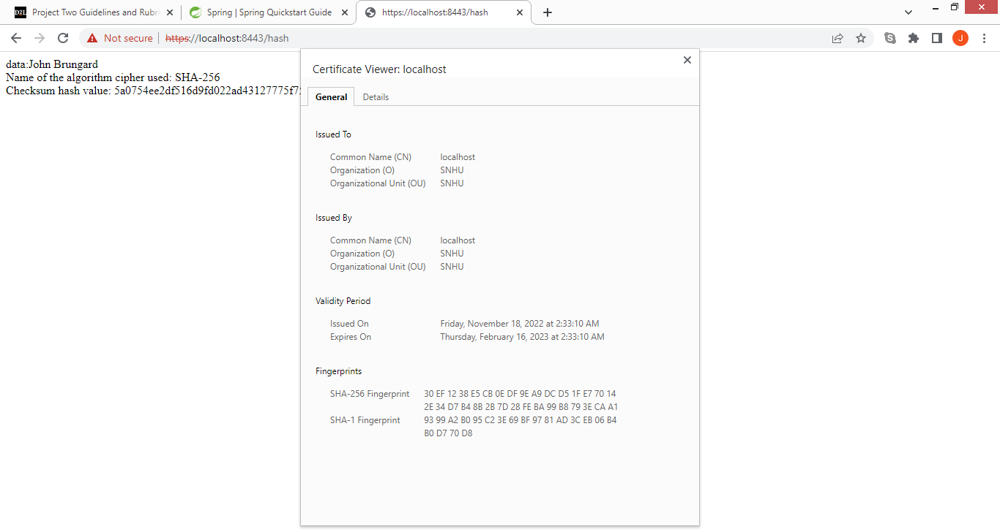 D2L Project Two Guidelines and Rubri
Spring | Spring Quickstart Guide
https://localhost:8443/hash
Not secure | https://localhost:8443/hash
J
data:John Brungard
Name of the algorithm cipher used: SHA-256
Checksum hash value: 5a0754ee2df516d9fd022ad43127775f7
Certificate Viewer: localhost
General Details
Issued To
Common Name (CN) localhost
Organization (O) SNHU
Organizational Unit (OU) SNHU
Issued By
Common Name (CN) localhost
Organization (O) SNHU
Organizational Unit (OU) SNHU
Validity Period
Issued On Friday, November 18, 2022 at 2:33:10 AM
Expires On Thursday, February 16, 2023 at 2:33:10 AM
Fingerprints
SHA-256 Fingerprint 30 EF 12 38 E5 CB 0E DF 9E A9 DC D5 1F E7 70 14
2E 34 D7 B4 8B 2B 7D 28 FE BA 99 B8 79 3E CA A1
SHA-1 Fingerprint 93 99 A2 B0 95 C2 3E 69 BF 97 81 AD 3C EB 06 B4
B0 D7 70 D8